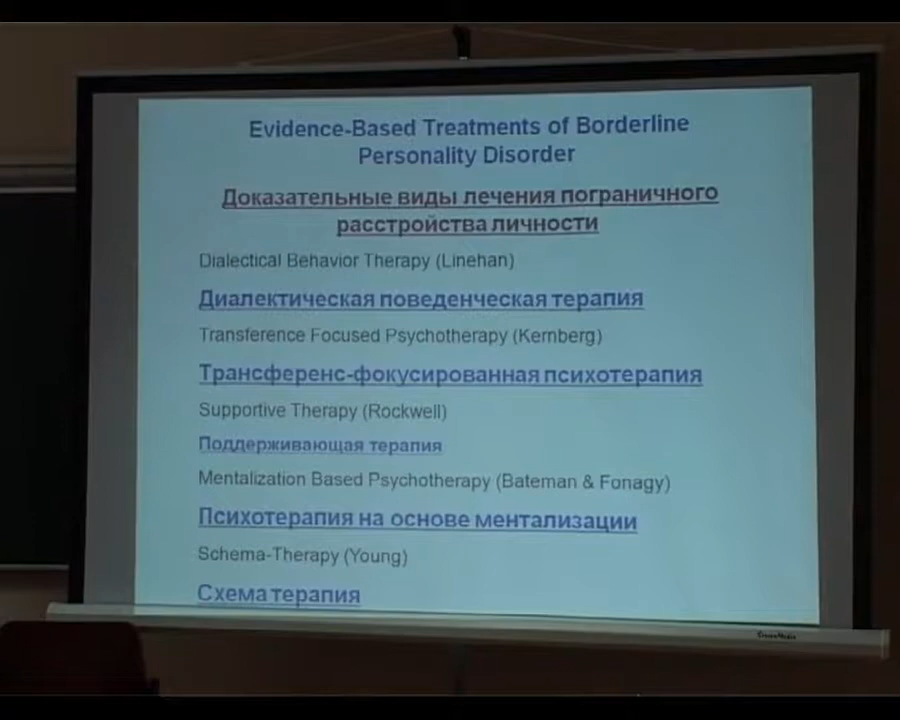 Evidence-Based Treatments of Borderline
Personality Disorder
Доказательные виды лечения пограничного
расстройства личности
Dialectical Behavior Therapy (Linehan)
Диалектическая поведенческая терапия
Transference Focused Psychotherapy (Kernberg)
Трансференс-фокусированная психотерапия
Supportive Therapy (Rockwell)
Поддерживающая терапия
Mentalization Based Psychotherapy (Bateman & Fonagy)
Психотерапия на основе ментализации
Schema-Therapy (Young)
Схема терапия